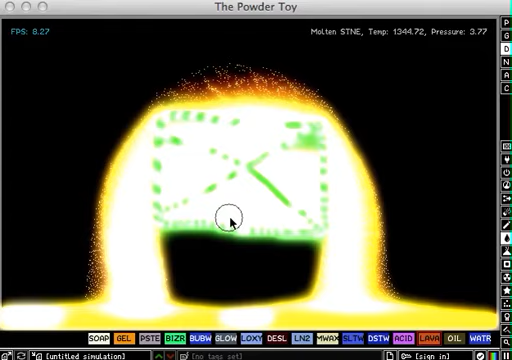 The Powder Toy
FPS: 8.27
Molten STNE, Temp: 1344.72, Pressure: 3.77
P
G
D
N
A
C
SOAP GEL PSTE BIZR BUBW GLOW LOXY DESL LN2 MWAX SLTW DSTW ACID LAVA OIL WATR
[untitled simulation] [no tags set] [sign in]